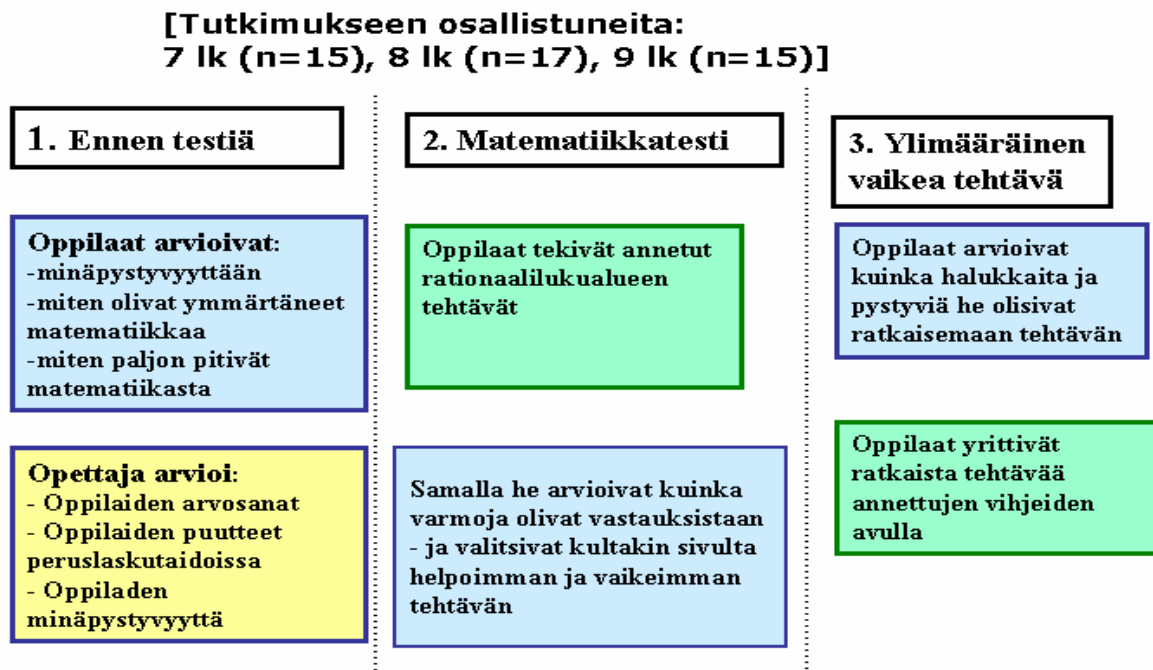 [Tutkimukseen osallistuneita:
7 lk (n=15), 8 lk (n=17), 9 lk (n=15)]
1. Ennen testiä
Oppilaat arvioivat:
-minäpystyvyyttään
-miten olivat ymmärtäneet
matematiikkaa
-miten paljon pitivät
matematiikasta
Opettaja arvioi:
- Oppilaiden arvosanat
- Oppilaiden puutteet
peruslaskutaidoissa
- Oppiladen
minäpystyvyyttä
2. Matematiikkatesti
Oppilaat tekivät annetut
rationaalilukualueen
tehtävät
Samalla he arvioivat kuinka
varmoja olivat vastauksistaan
- ja valitsivat kultakin sivulta
helpoimman ja vaikeimman
tehtävän
3. Ylimääräinen
vaikea tehtävä
Oppilaat arvioivat
kuinka halukkaita ja
pystyviä he olisivat
ratkaisemaan tehtävän
Oppilaat yrittivät
ratkaista tehtävää
annettujen vihjeiden
avulla